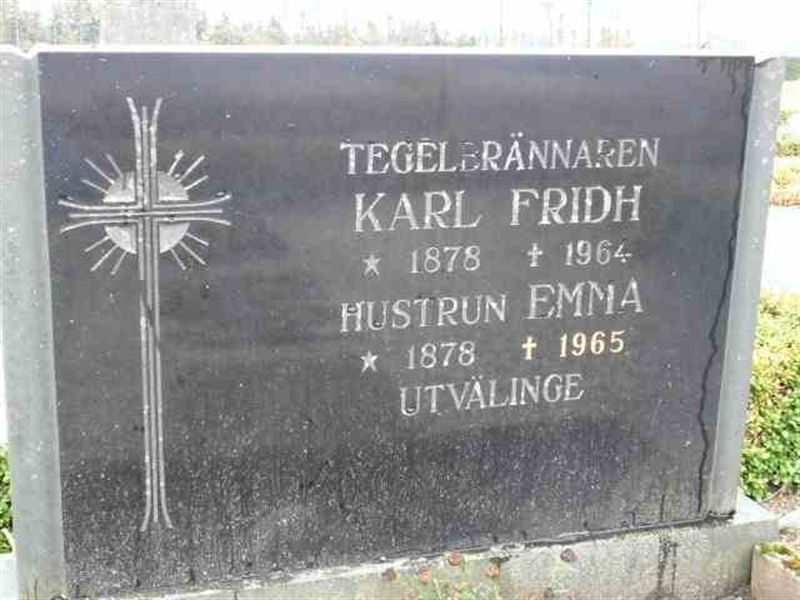 TEGELBRÄNNAREN
KARL FRIDH
★ 1878 ✝ 1964
HUSTRUN EMMA
★ 1878 ✝ 1965
UTVÄLINGE